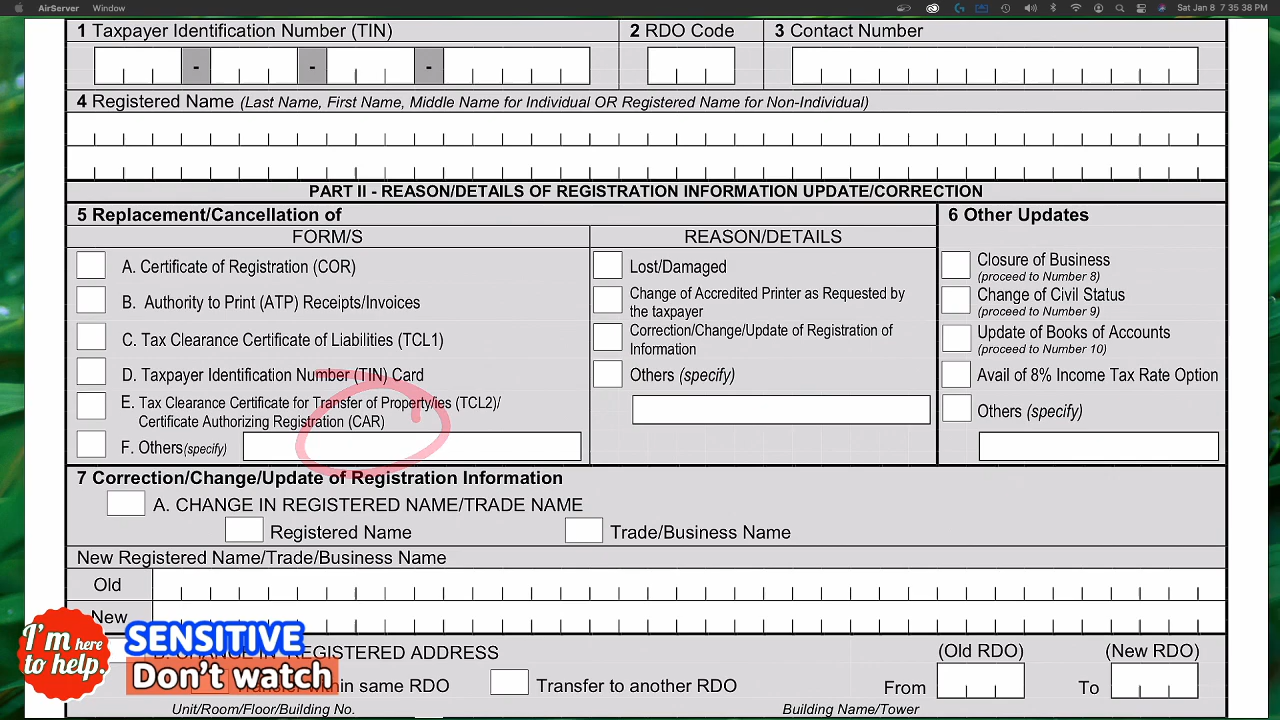 AirServer Window Sat Jan 8 7 35 38 PM
1 Taxpayer Identification Number (TIN) 2 RDO Code 3 Contact Number
- - -
4 Registered Name (Last Name, First Name, Middle Name for Individual OR Registered Name for Non-Individual)
PART II - REASON/DETAILS OF REGISTRATION INFORMATION UPDATE/CORRECTION
5 Replacement/Cancellation of
FORM/S
A. Certificate of Registration (COR)
B. Authority to Print (ATP) Receipts/Invoices
C. Tax Clearance Certificate of Liabilities (TCL1)
D. Taxpayer Identification Number (TIN) Card
E. Tax Clearance Certificate for Transfer of Property/ies (TCL2)/
Certificate Authorizing Registration (CAR)
F. Others(specify)
REASON/DETAILS
Lost/Damaged
Change of Accredited Printer as Requested by
the taxpayer
Correction/Change/Update of Registration of
Information
Others (specify)
6 Other Updates
Closure of Business
(proceed to Number 8)
Change of Civil Status
(proceed to Number 9)
Update of Books of Accounts
(proceed to Number 10)
Avail of 8% Income Tax Rate Option
Others (specify)
7 Correction/Change/Update of Registration Information
A. CHANGE IN REGISTERED NAME/TRADE NAME
Registered Name Trade/Business Name
New Registered Name/Trade/Business Name
Old
New
I'm here
to help.
SENSITIVE
Don't watch
IN REGISTERED ADDRESS
within same RDO Transfer to another RDO
(Old RDO) (New RDO)
From To
Unit/Room/Floor/Building No. Building Name/Tower